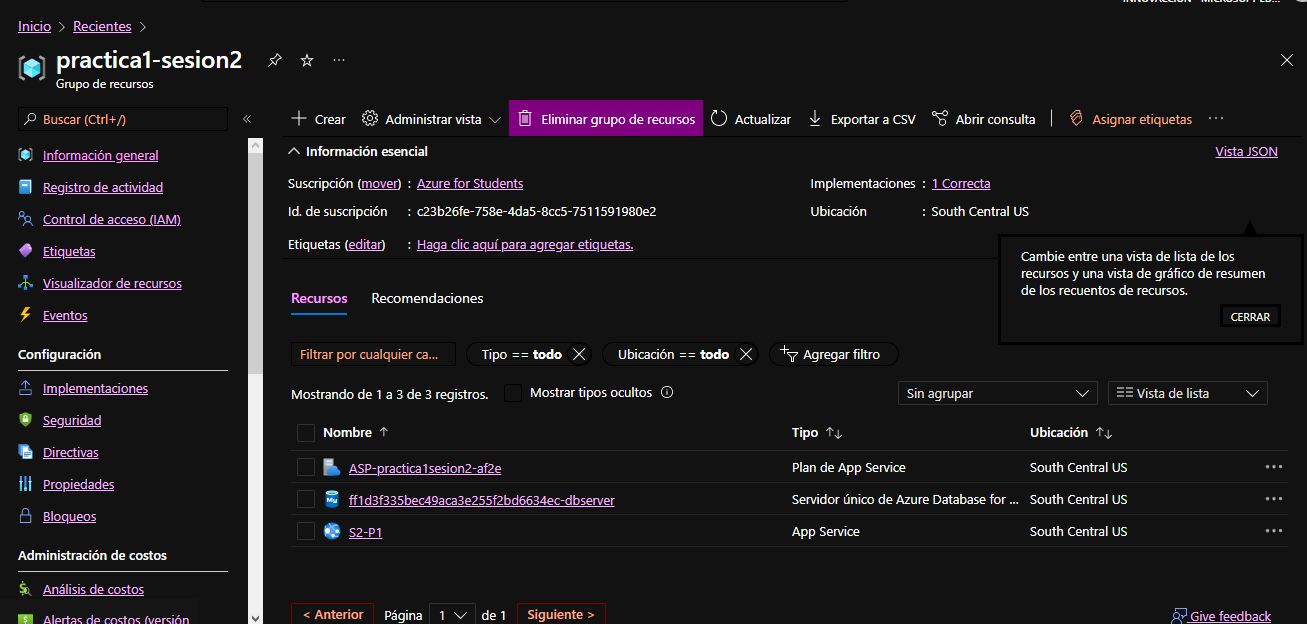 Inicio > Recientes >
practica1-sesion2 ...
Grupo de recursos
Buscar (Ctrl+/) «
Crear Administrar vista Eliminar grupo de recursos Actualizar Exportar a CSV Abrir consulta Asignar etiquetas ...
Información general
Registro de actividad
Control de acceso (IAM)
Etiquetas
Visualizador de recursos
Eventos
Configuración
Implementaciones
Seguridad
Directivas
Propiedades
Bloqueos
Administración de costos
Análisis de costos
Alertas de costos (versión
Información esencial Vista JSON
Suscripción (mover) : Azure for Students Implementaciones : 1 Correcta
Id. de suscripción : c23b26fe-758e-4da5-8cc5-7511591980e2 Ubicación : South Central US
Etiquetas (editar) : Haga clic aquí para agregar etiquetas.
Cambie entre una vista de lista de los
recursos y una vista de gráfico de resumen
de los recuentos de recursos.
CERRAR
Recursos Recomendaciones
Filtrar por cualquier ca... Tipo == todo Ubicación == todo Agregar filtro
Mostrando de 1 a 3 de 3 registros. Mostrar tipos ocultos Sin agrupar Vista de lista
Nombre ↑ Tipo ↑↓ Ubicación ↑↓
ASP-practica1sesion2-af2e Plan de App Service South Central US ...
ff1d3f335bec49aca3e255f2bd6634ec-dbserver Servidor único de Azure Database for ... South Central US ...
S2-P1 App Service South Central US ...
< Anterior Página 1 de 1 Siguiente >
Give feedback